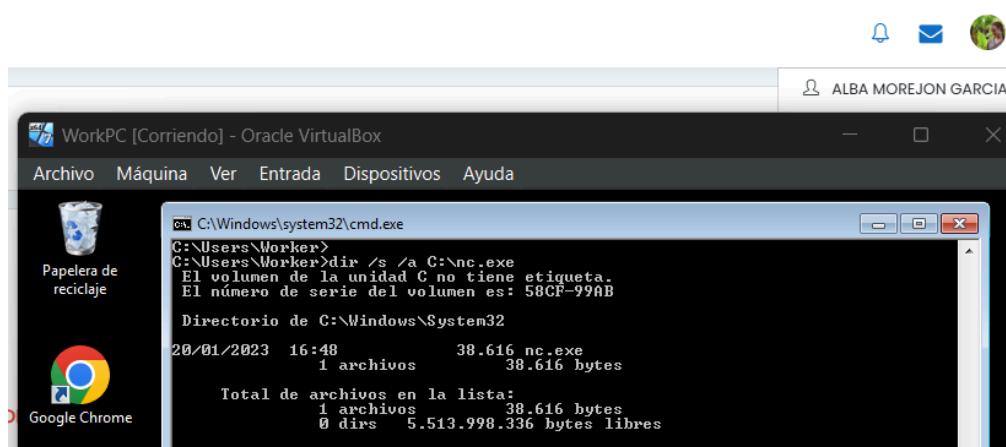 ALBA MOREJON GARCIA
WorkPC [Corriendo] - Oracle VirtualBox
Archivo Máquina Ver Entrada Dispositivos Ayuda
Papelera de
reciclaje
Google Chrome
C:\Windows\system32\cmd.exe
C:\Users\Worker>
C:\Users\Worker>dir /s /a C:\nc.exe
El volumen de la unidad C no tiene etiqueta.
El número de serie del volumen es: 58CF-99AB
Directorio de C:\Windows\System32
20/01/2023 16:48 38.616 nc.exe
1 archivos 38.616 bytes
Total de archivos en la lista:
1 archivos 38.616 bytes
0 dirs 5.513.998.336 bytes libres